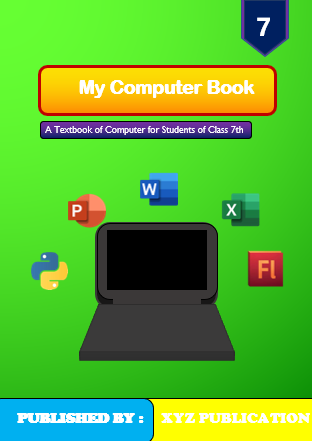 7
My Computer Book
A Textbook of Computer for Students of Class 7th
W
P
X
Fl
PUBLISHED BY :
XYZ PUBLICATION